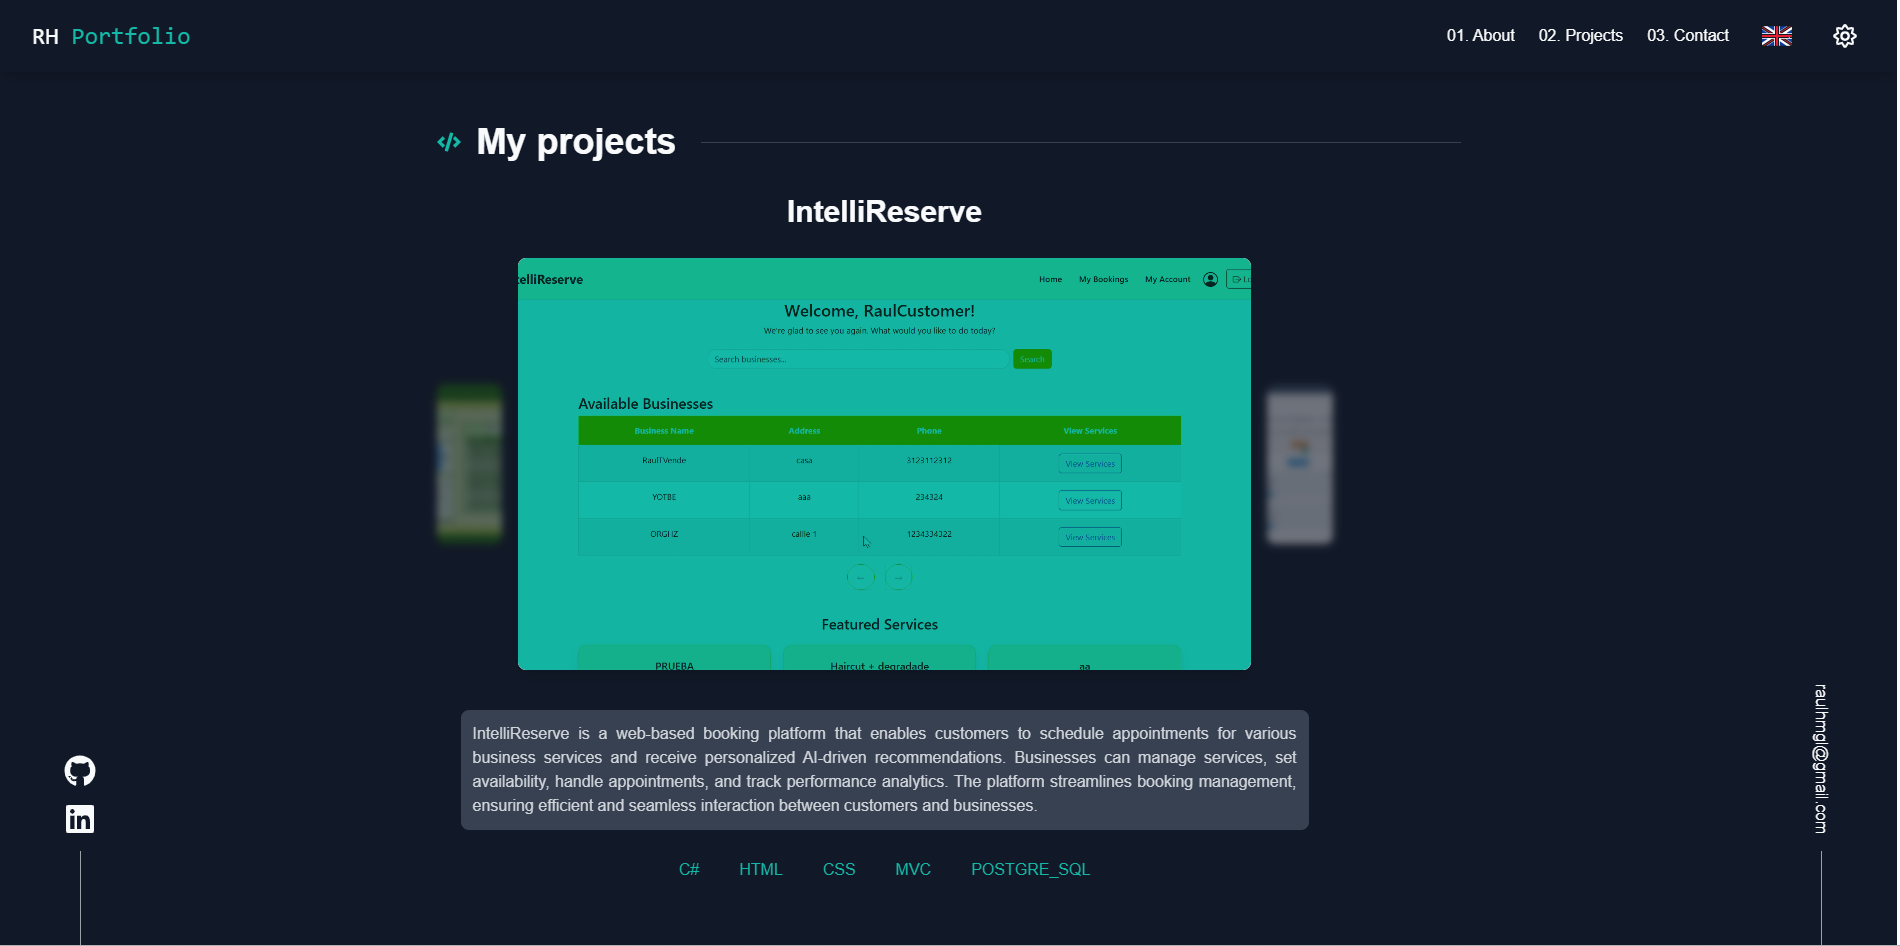 RH Portfolio
01. About 02. Projects 03. Contact
My projects
IntelliReserve
elliReserve
Home My Bookings My Account
Welcome, RaulCustomer!
We're glad to see you again. What would you like to do today?
Search businesses... Search
Available Businesses
Business Name Address Phone View Services
RaulTVende casa 3123112312 View Services
YOTBE aaa 234324 View Services
ORGHZ callle 1 1234334322 View Services
← →
Featured Services
PRUEBA Haircut + degradade aa
IntelliReserve is a web-based booking platform that enables customers to schedule appointments for various
business services and receive personalized AI-driven recommendations. Businesses can manage services, set
availability, handle appointments, and track performance analytics. The platform streamlines booking management,
ensuring efficient and seamless interaction between customers and businesses.
C# HTML CSS MVC POSTGRE_SQL
raulhmgl@gmail.com